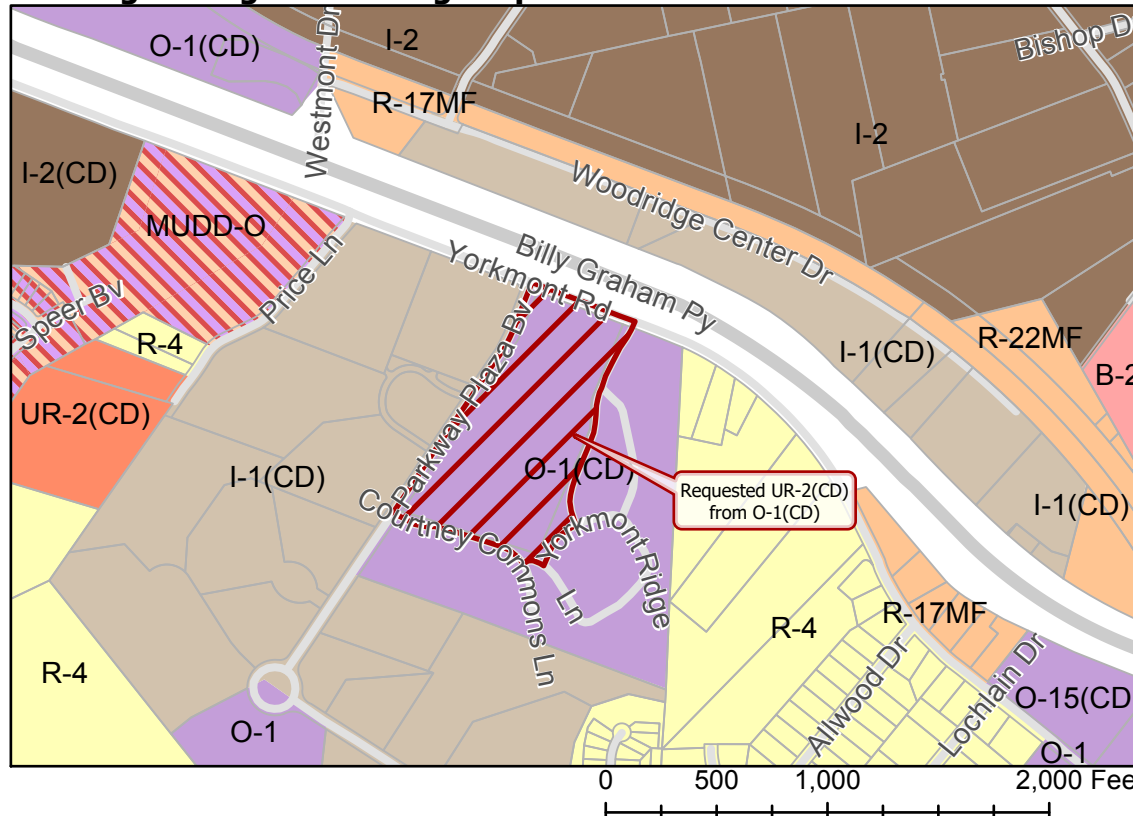 O-1(CD)
Westmont Dr
I-2
Bishop D
R-17MF
I-2
I-2(CD)
MUDD-O
Woodridge Center Dr
Billy Graham Py
Yorkmont Rd
Price Ln
Speer Bv
R-4
I-1(CD)
R-22MF
B-2
UR-2(CD)
Parkway Plaza Bv
I-1(CD)
O-1(CD)
Requested UR-2(CD)
from O-1(CD)
I-1(CD)
Courtney Commons Ln
Yorkmont Ridge
Ln
R-17MF
R-4
R-4
Allwood Dr
Lochlain Dr
O-15(CD
O-1
O-1
0 500 1,000 2,000 Fee